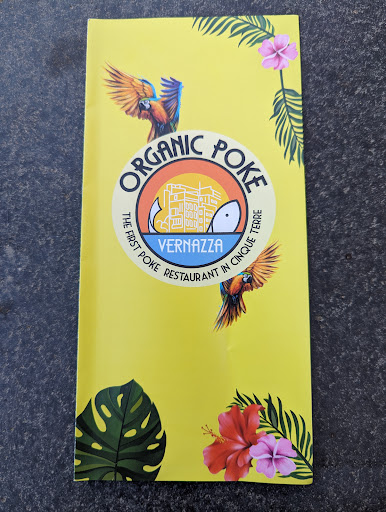 ORGANIC POKE
VERNAZZA
THE FIRST POKE RESTAURANT IN CINQUE TERRE